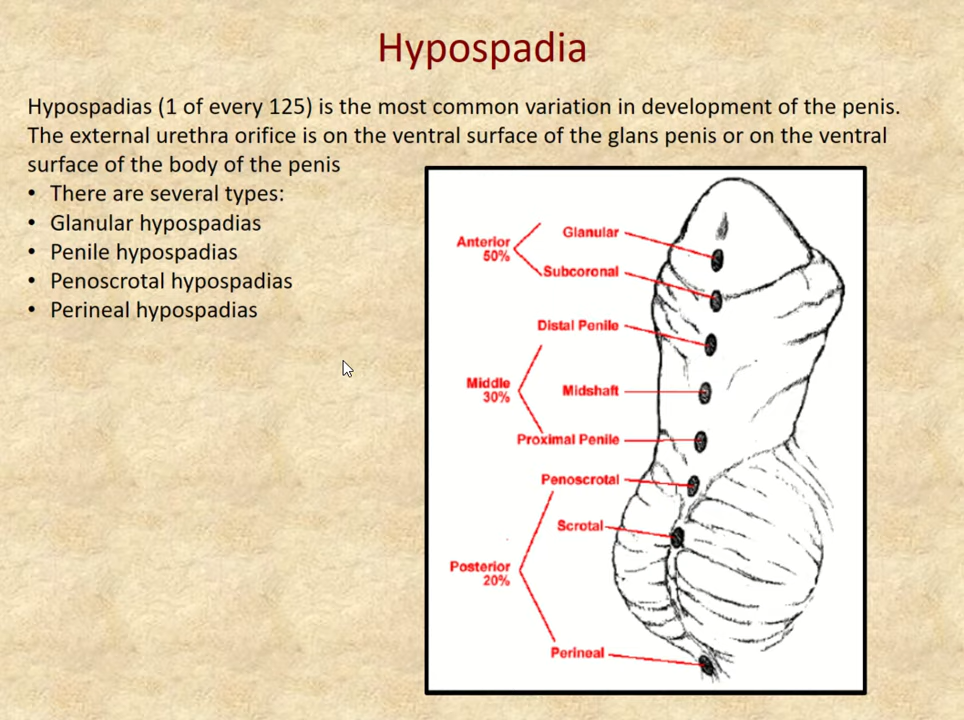 Hypospadia
Hypospadias (1 of every 125) is the most common variation in development of the penis.
The external urethra orifice is on the ventral surface of the glans penis or on the ventral
surface of the body of the penis
• There are several types:
• Glanular hypospadias
• Penile hypospadias
• Penoscrotal hypospadias
• Perineal hypospadias
Anterior
50%
Glanular
Subcoronal
Middle
30%
Distal Penile
Midshaft
Proximal Penile
Posterior
20%
Penoscrotal
Scrotal
Perineal